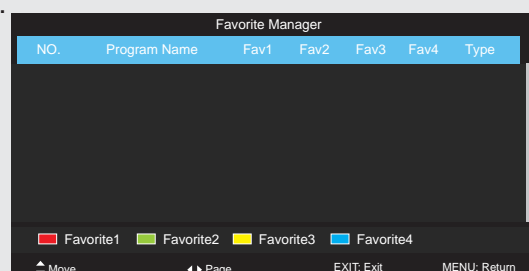 .
Favorite Manager
NO. Program Name Fav1 Fav2 Fav3 Fav4 Type
Favorite1 Favorite2 Favorite3 Favorite4
Move Page EXIT: Exit MENU: Return